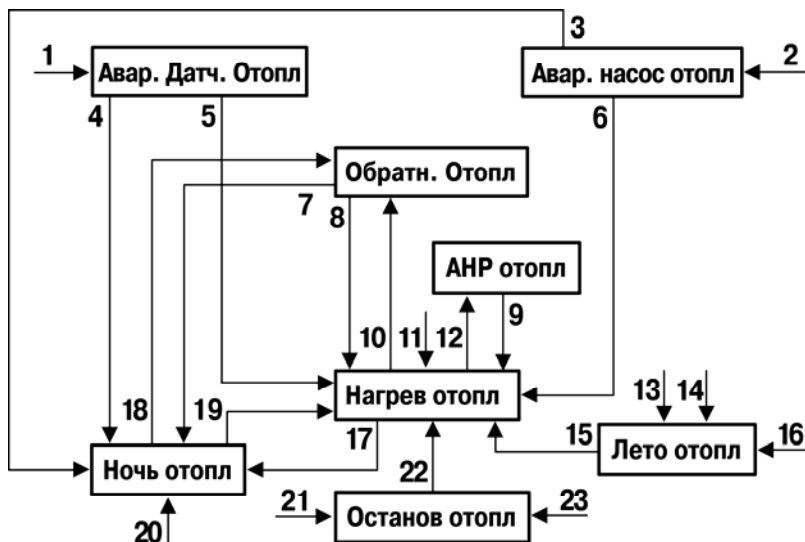 3
1
2
Авар. Датч. Отопл
Авар. насос отопл
4
5
6
Обратн. Отопл
7
8
АНР отопл
9
10
11
12
13
14
Нагрев отопл
18
19
17
15
16
Лето отопл
Ночь отопл
22
21
23
20
Останов отопл